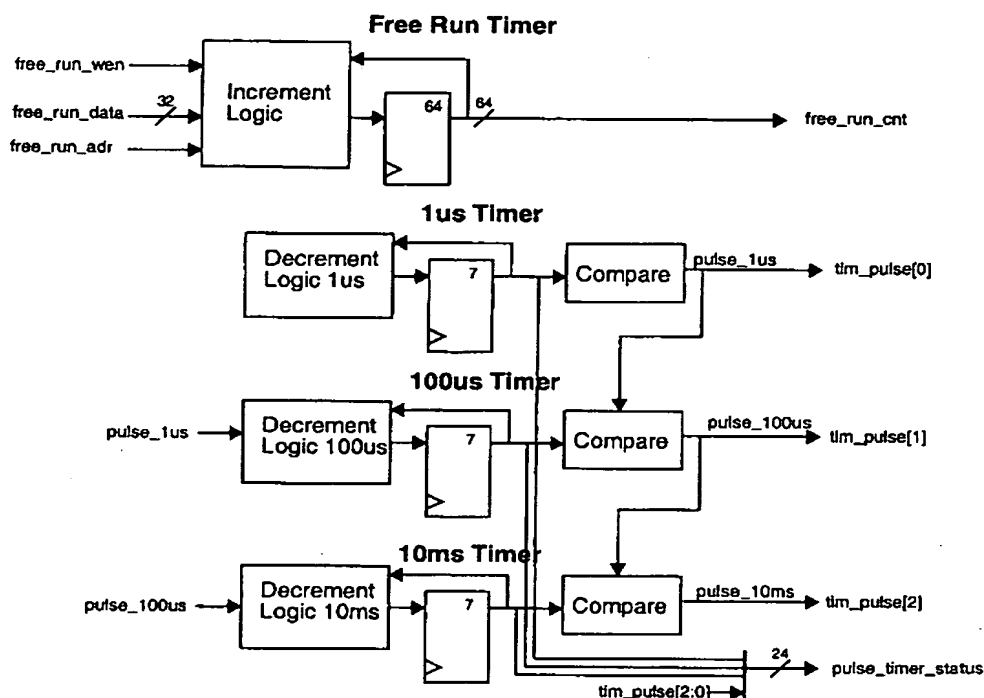 Free Run Timer
free_run_wen
free_run_data
32
free_run_adr
Increment
Logic
64
64
free_run_cnt
1us Timer
Decrement
Logic 1us
7
Compare
pulse_1us
tim_pulse[0]
100us Timer
pulse_1us
Decrement
Logic 100us
7
Compare
pulse_100us
tim_pulse[1]
10ms Timer
pulse_100us
Decrement
Logic 10ms
7
Compare
pulse_10ms
tim_pulse[2]
24
pulse_timer_status
tim_pulse[2:0]